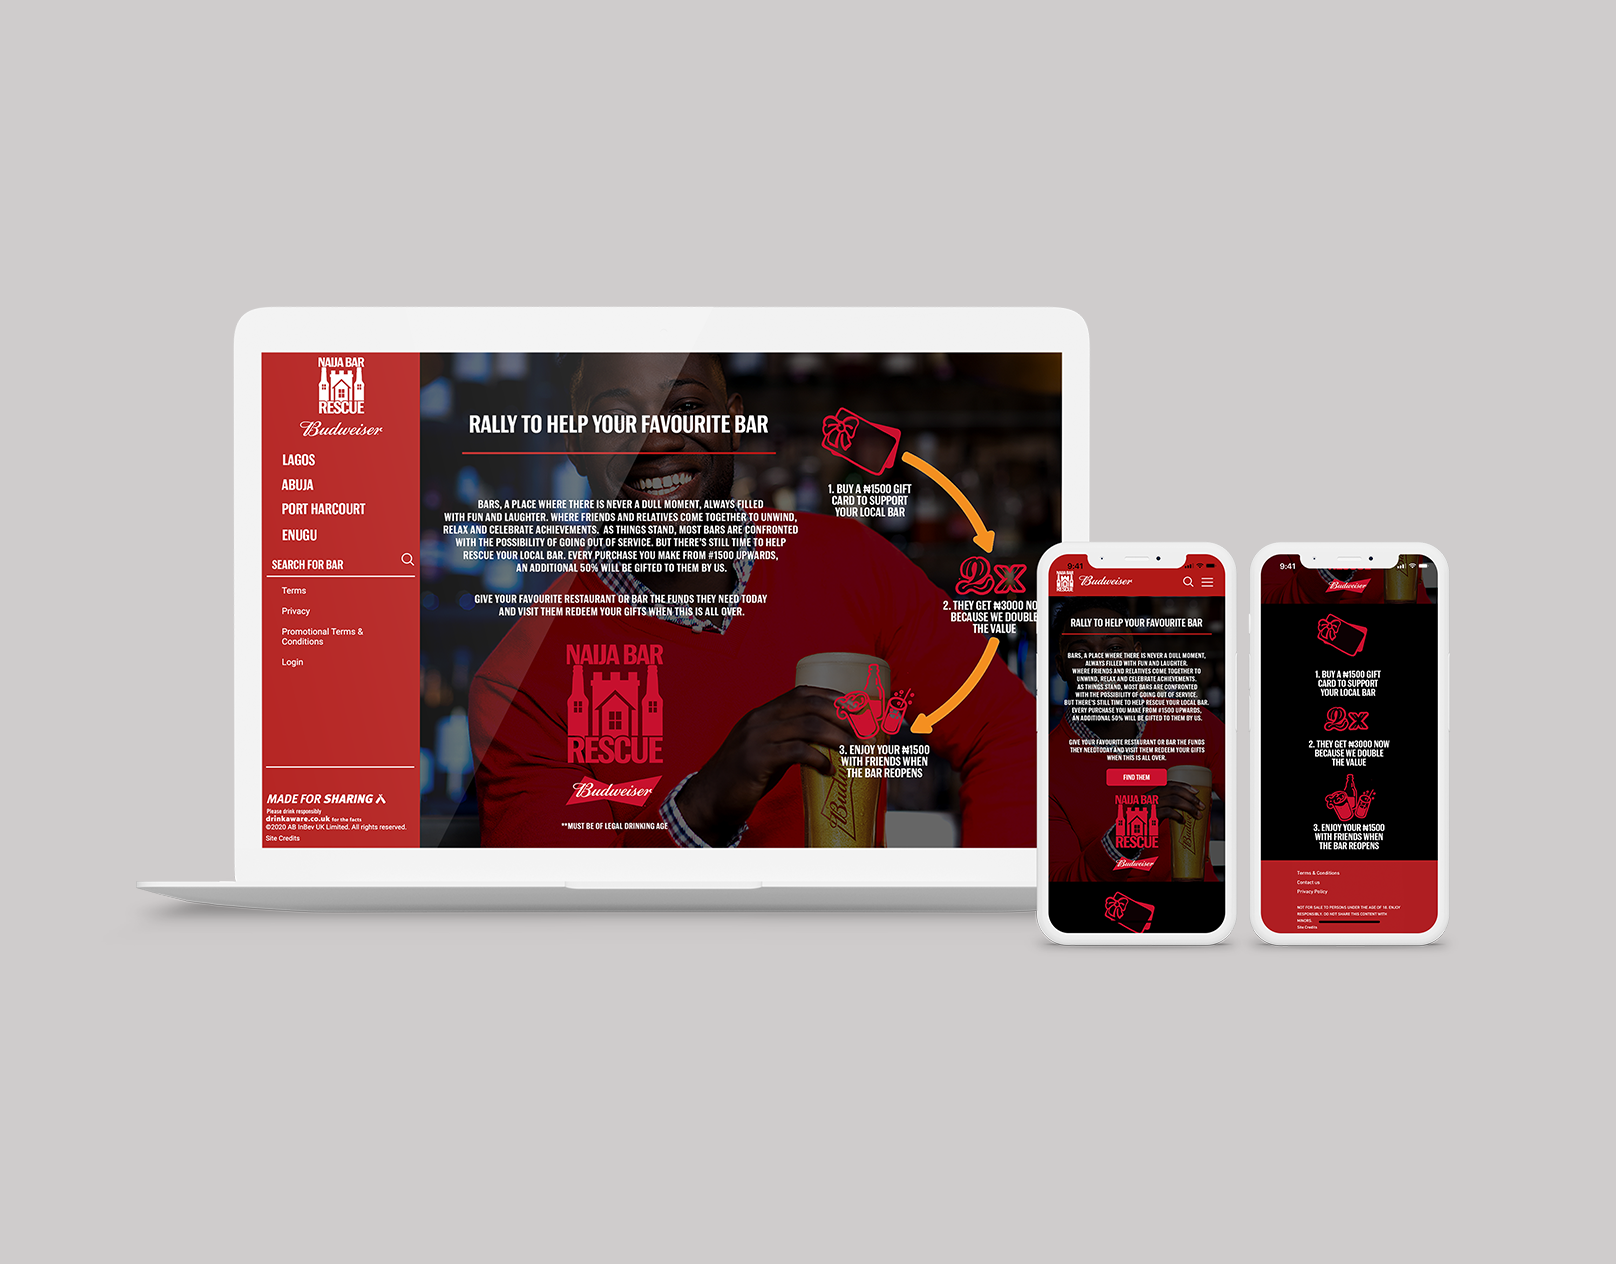 NAIJA BAR
RESCUE
Budweiser
LAGOS
ABUJA
PORT HARCOURT
ENUGU
SEARCH FOR BAR
Terms
Privacy
Promotional Terms &
Conditions
Login
MADE FOR SHARING
Please drink responsibly
drinkaware.co.uk for the facts
©2020 AB InBev UK Limited. All rights reserved.
Site Credits
RALLY TO HELP YOUR FAVOURITE BAR
BARS, A PLACE WHERE THERE IS NEVER A DULL MOMENT, ALWAYS FILLED
WITH FUN AND LAUGHTER. WHERE FRIENDS AND RELATIVES COME TOGETHER TO UNWIND,
RELAX AND CELEBRATE ACHIEVEMENTS. AS THINGS STAND, MOST BARS ARE CONFRONTED
WITH THE POSSIBILITY OF GOING OUT OF SERVICE. BUT THERE'S STILL TIME TO HELP
RESCUE YOUR LOCAL BAR. EVERY PURCHASE YOU MAKE FROM #1500 UPWARDS,
AN ADDITIONAL 50% WILL BE GIFTED TO THEM BY US.
GIVE YOUR FAVOURITE RESTAURANT OR BAR THE FUNDS THEY NEED TODAY
AND VISIT THEM REDEEM YOUR GIFTS WHEN THIS IS ALL OVER.
NAIJA BAR
RESCUE
Budweiser
**MUST BE OF LEGAL DRINKING AGE
1. BUY A ₦1500 GIFT
CARD TO SUPPORT
YOUR LOCAL BAR
2x
2. THEY GET ₦3000 NO
BECAUSE WE DOUBLE
THE VALUE
3. ENJOY YOUR ₦1500
WITH FRIENDS WHEN
THE BAR REOPENS
Budw
9:41
NAIJA BAR
RESCUE
Budweiser
RALLY TO HELP YOUR FAVOURITE BAR
BARS, A PLACE WHERE THERE IS NEVER A DULL MOMENT,
ALWAYS FILLED WITH FUN AND LAUGHTER.
WHERE FRIENDS AND RELATIVES COME TOGETHER TO
UNWIND, RELAX AND CELEBRATE ACHIEVEMENTS.
AS THINGS STAND, MOST BARS ARE CONFRONTED
WITH THE POSSIBILITY OF GOING OUT OF SERVICE.
BUT THERE'S STILL TIME TO HELP RESCUE YOUR LOCAL BAR.
EVERY PURCHASE YOU MAKE FROM #1500 UPWARDS,
AN ADDITIONAL 50% WILL BE GIFTED TO THEM BY US.
GIVE YOUR FAVOURITE RESTAURANT OR BAR THE FUNDS
THEY NEEDTODAY AND VISIT THEM REDEEM YOUR GIFTS
WHEN THIS IS ALL OVER.
FIND THEM
NAIJA BAR
RESCUE
Budweiser
9:41
Budweiser
1. BUY A ₦1500 GIFT
CARD TO SUPPORT
YOUR LOCAL BAR
2x
2. THEY GET ₦3000 NOW
BECAUSE WE DOUBLE
THE VALUE
3. ENJOY YOUR ₦1500
WITH FRIENDS WHEN
THE BAR REOPENS
Terms & Conditions
Contact us
Privacy Policy
NOT FOR SALE TO PERSONS UNDER THE AGE OF 18. ENJOY
RESPONSIBLY. DO NOT SHARE THIS CONTENT WITH
MINORS.
Site Credits